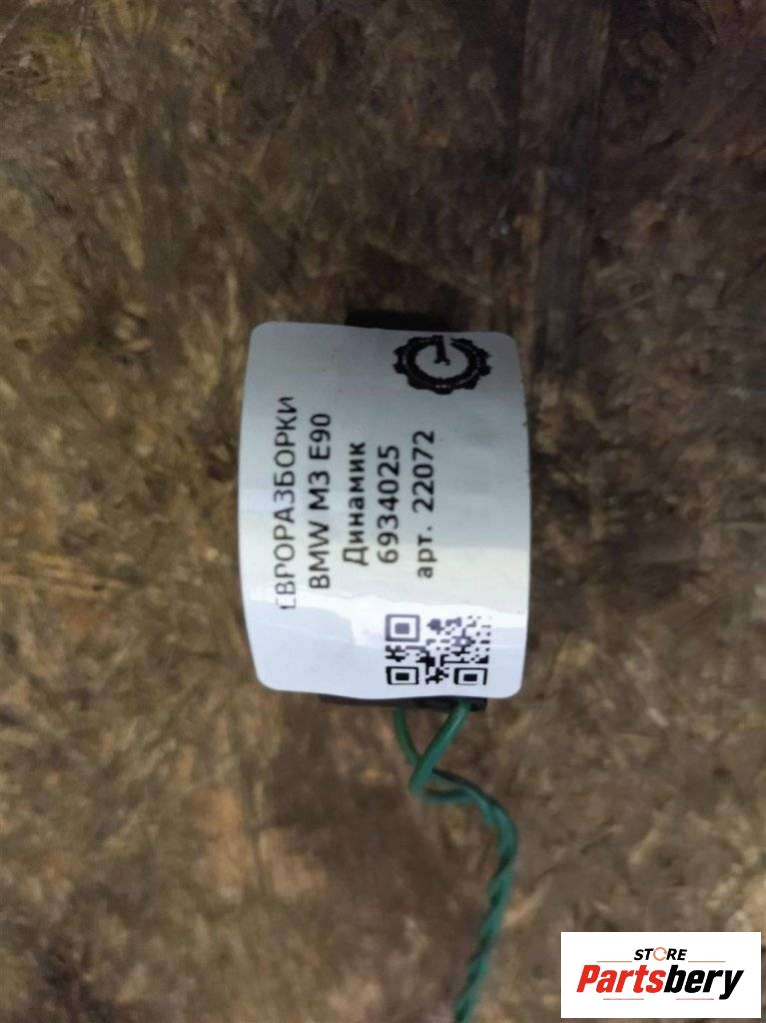 ЕВРОРАЗБОРКИ
BMW M3 E90
Динамик
6934025
арт. 22072
STORE
Partsbery